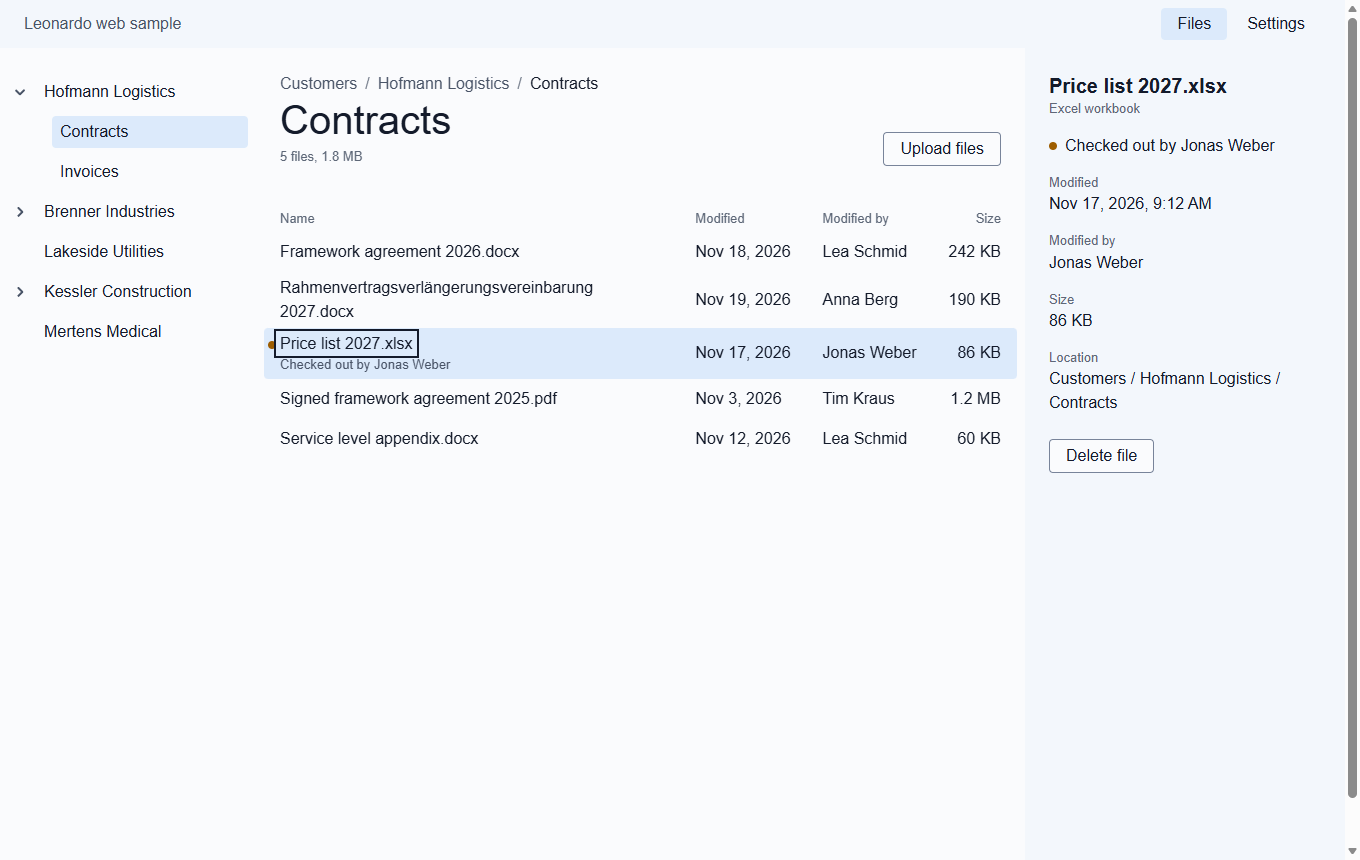 Leonardo web sample
Files
Settings
Hofmann Logistics
Contracts
Invoices
Brenner Industries
Lakeside Utilities
Kessler Construction
Mertens Medical
Customers / Hofmann Logistics / Contracts
Contracts
5 files, 1.8 MB
Upload files
Name Modified Modified by Size
Framework agreement 2026.docx Nov 18, 2026 Lea Schmid 242 KB
Rahmenvertragsverlängerungsvereinbarung
2027.docx Nov 19, 2026 Anna Berg 190 KB
Price list 2027.xlsx Nov 17, 2026 Jonas Weber 86 KB
Checked out by Jonas Weber
Signed framework agreement 2025.pdf Nov 3, 2026 Tim Kraus 1.2 MB
Service level appendix.docx Nov 12, 2026 Lea Schmid 60 KB
Price list 2027.xlsx
Excel workbook
Checked out by Jonas Weber
Modified
Nov 17, 2026, 9:12 AM
Modified by
Jonas Weber
Size
86 KB
Location
Customers / Hofmann Logistics /
Contracts
Delete file